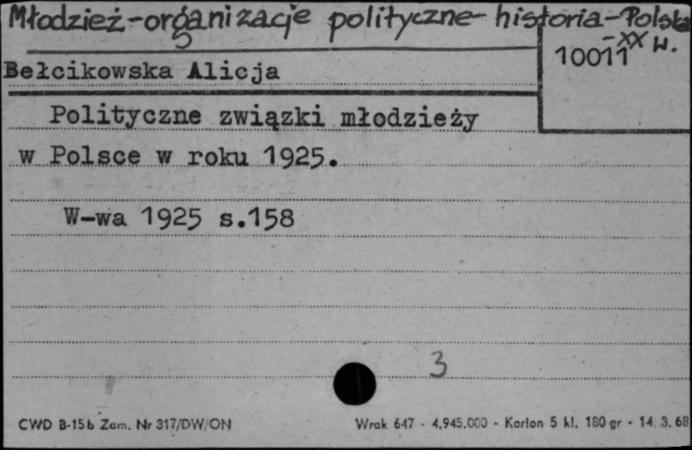 Młodzież-organizacje polityczne-historia-Polska
-XX w.
10011
Bełcikowska Alicja
Polityczne związki młodzieży
w Polsce w roku 1925.
W-wa 1925 s.158
3
CWD B-15b Zam. Nr 317/DW/ON
Wrak 647 - 4.945.000 - Karton 5 kl. 180 gr - 14. 3. 68